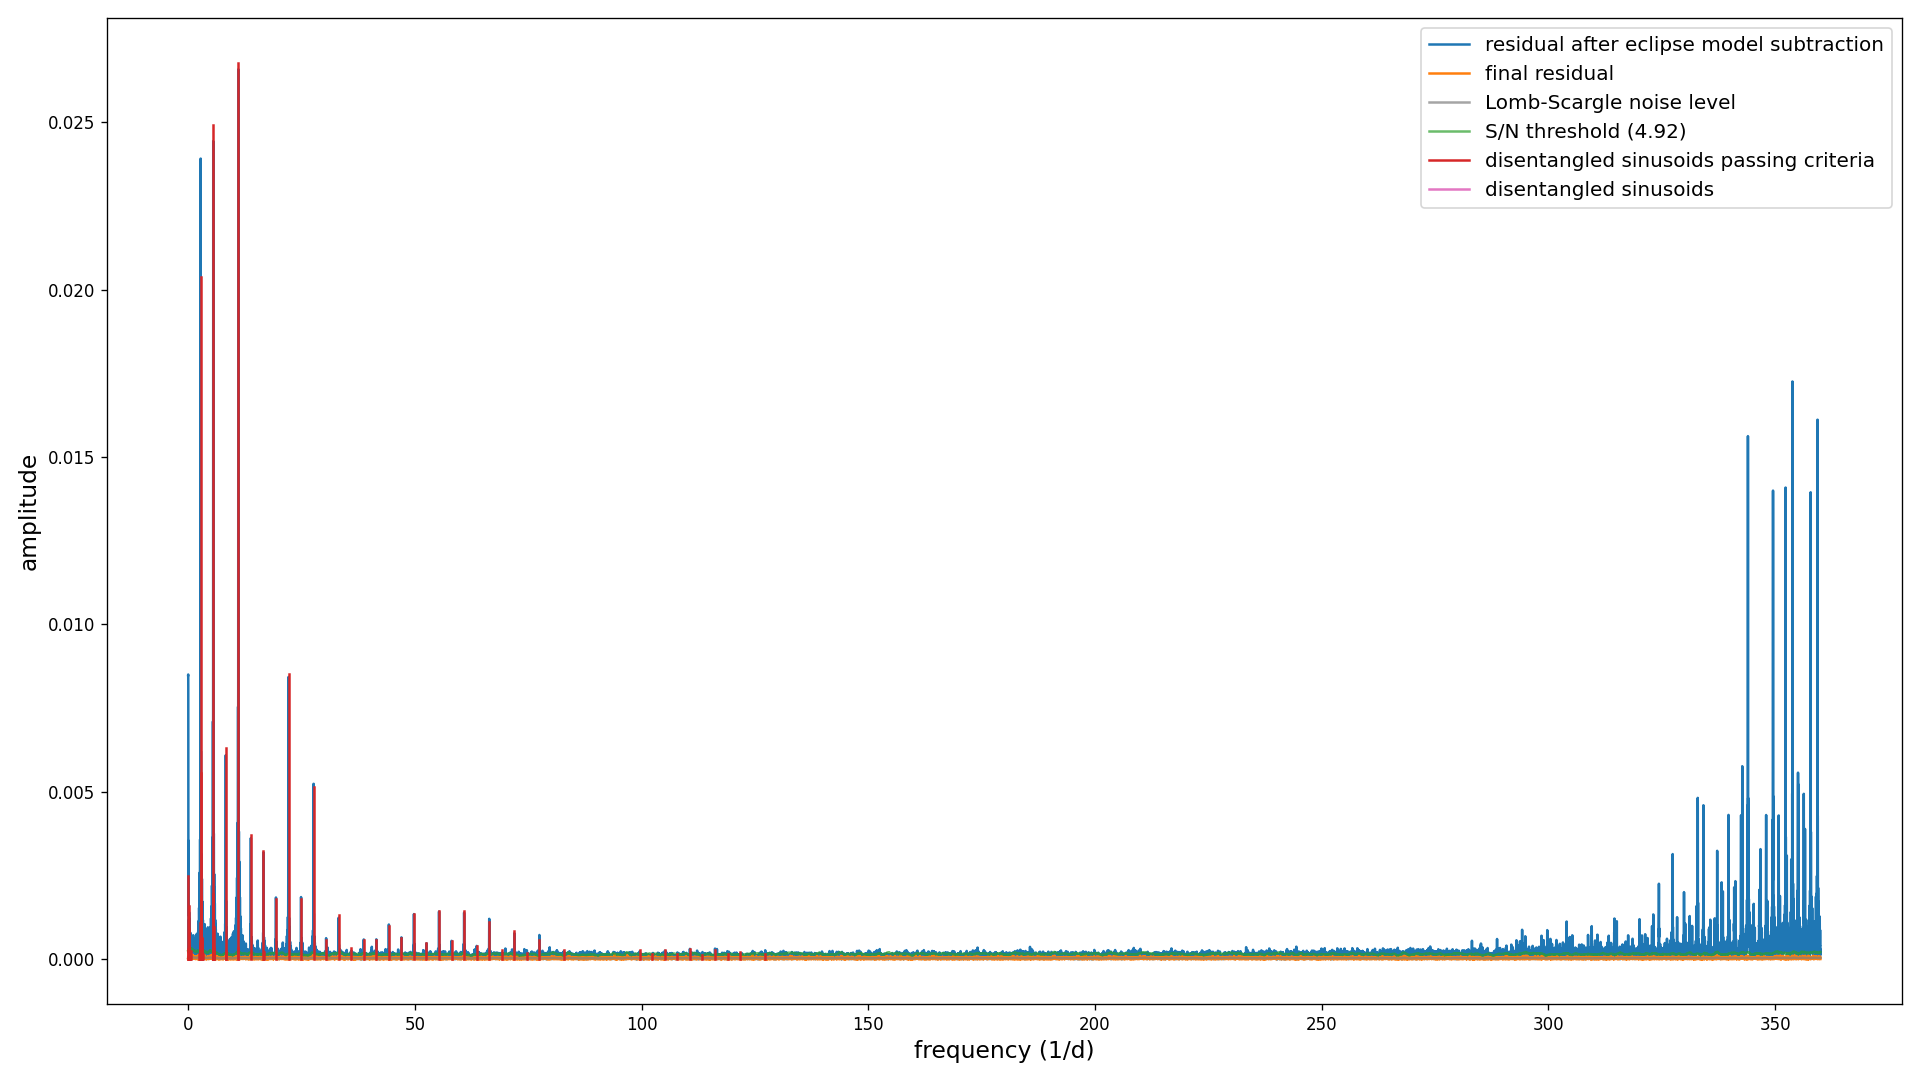 residual after eclipse model subtraction
final residual
Lomb-Scargle noise level
S/N threshold (4.92)
disentangled sinusoids passing criteria
disentangled sinusoids
0.025
0.020
0.015
0.010
0.005
0.000
amplitude
0 50 100 150 200 250 300 350
frequency (1/d)